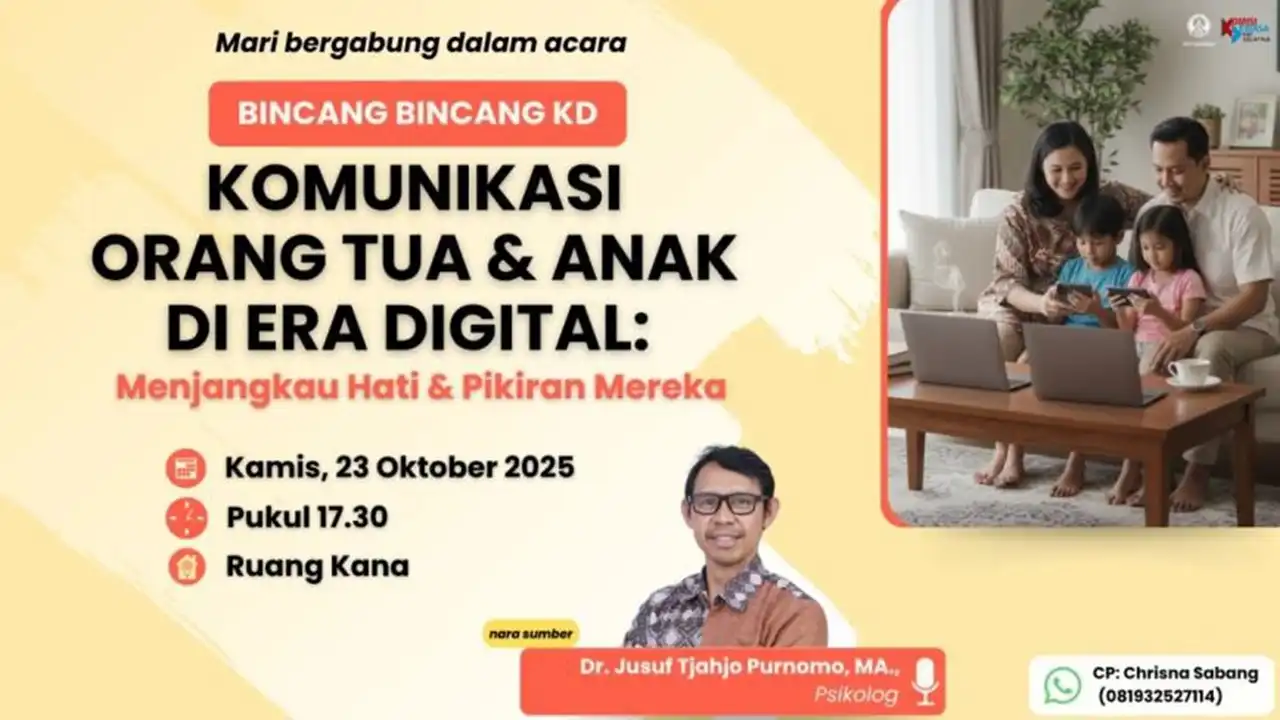 Mari bergabung dalam acara
BINCANG BINCANG KD
KOMUNIKASI
ORANG TUA & ANAK
DI ERA DIGITAL:
Menjangkau Hati & Pikiran Mereka
Kamis, 23 Oktober 2025
Pukul 17.30
Ruang Kana
nara sumber
Dr. Jusuf Tjahjo Purnomo, MA.,
Psikolog
CP: Chrisna Sabang
(081932527114)